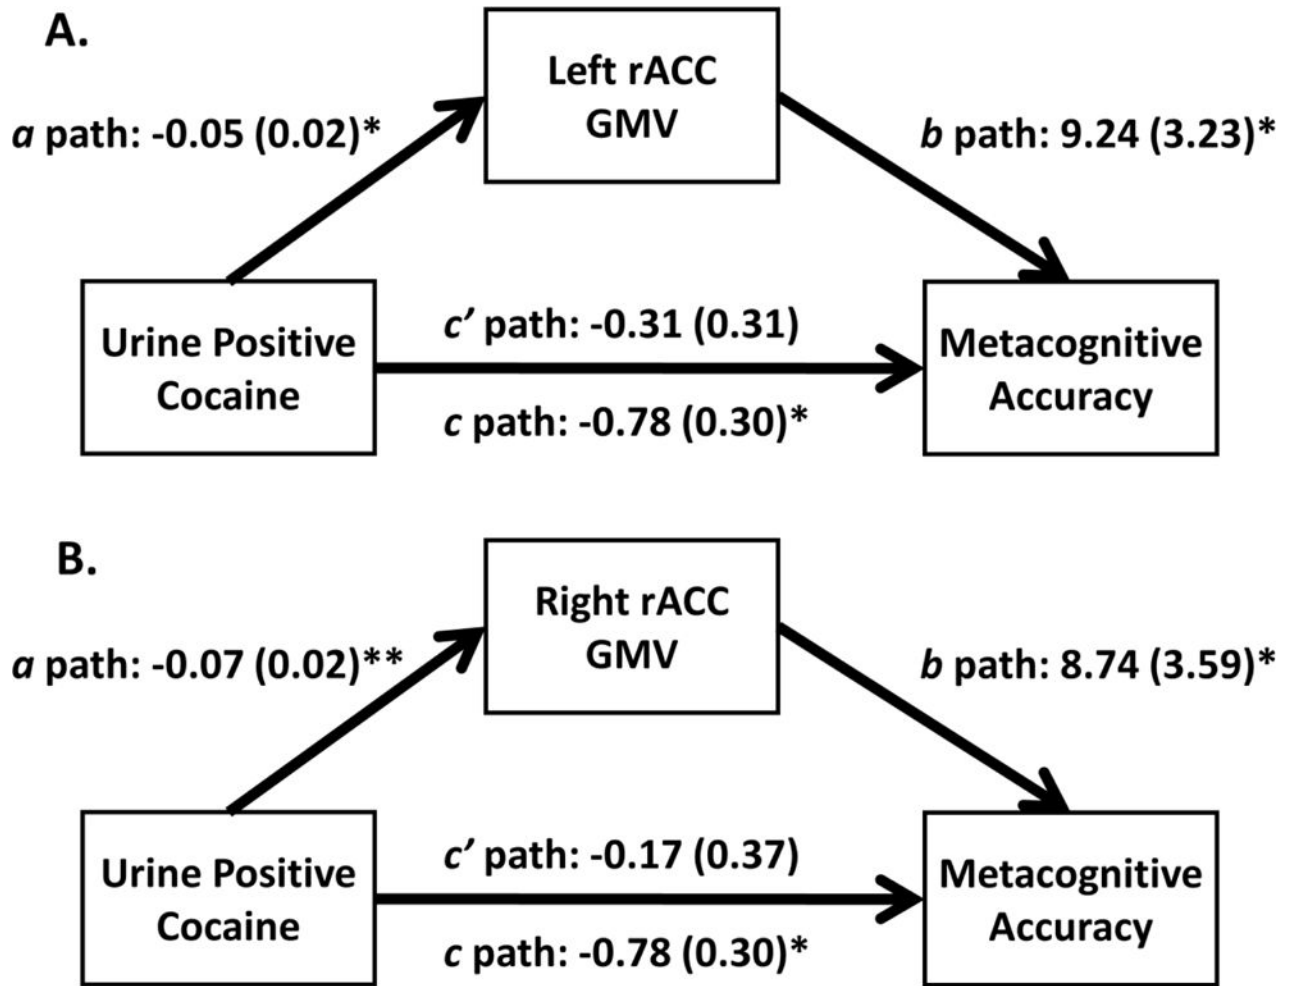 A.
Left rACC
GMV
a path: -0.05 (0.02)*
b path: 9.24 (3.23)*
Urine Positive
Cocaine
c’ path: -0.31 (0.31)
c path: -0.78 (0.30)*
Metacognitive
Accuracy
B.
Right rACC
GMV
a path: -0.07 (0.02)**
b path: 8.74 (3.59)*
Urine Positive
Cocaine
c’ path: -0.17 (0.37)
c path: -0.78 (0.30)*
Metacognitive
Accuracy